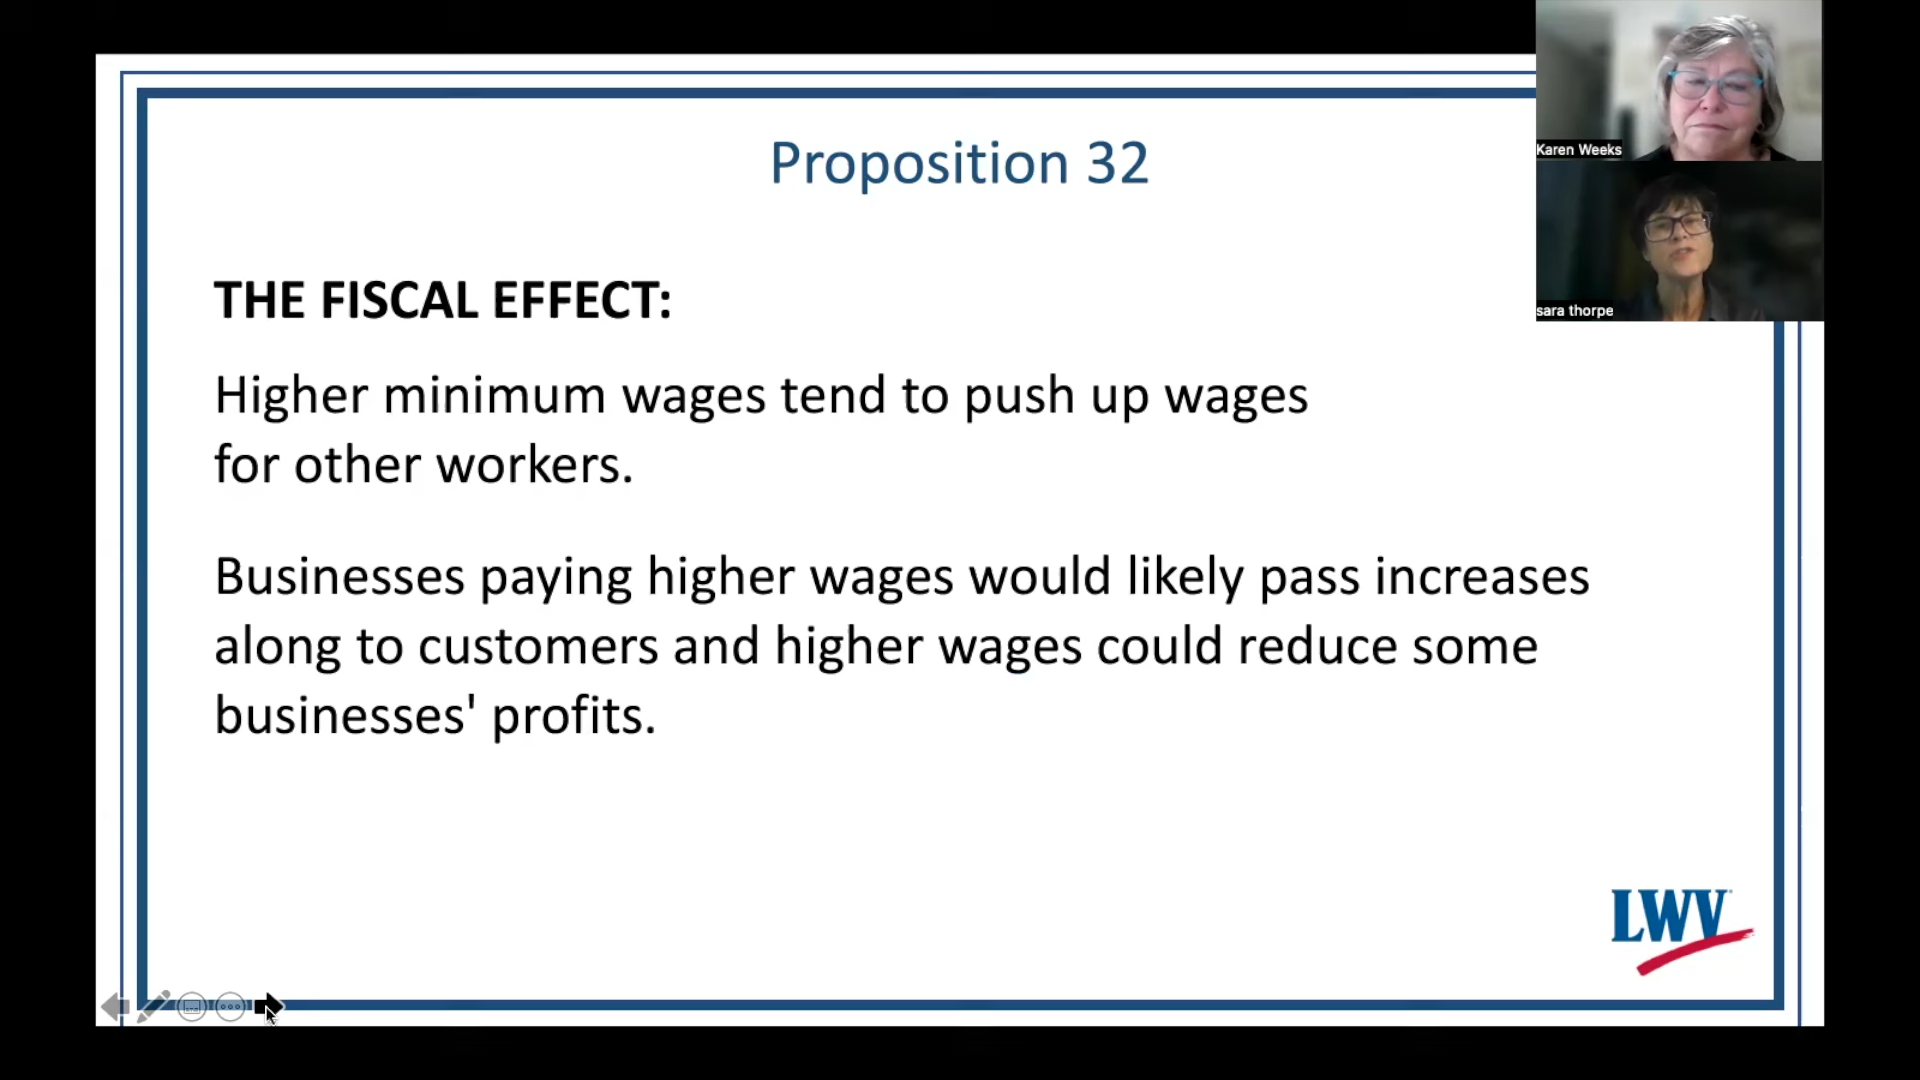 Proposition 32
Karen Weeks
sara thorpe
THE FISCAL EFFECT:
Higher minimum wages tend to push up wages
for other workers.
Businesses paying higher wages would likely pass increases
along to customers and higher wages could reduce some
businesses' profits.
LWV